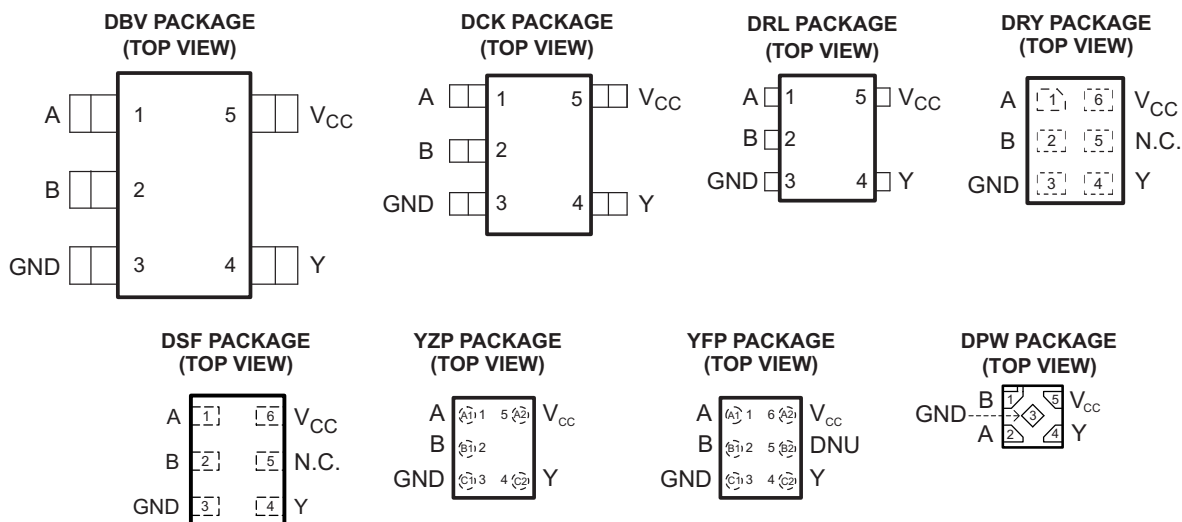 DBV PACKAGE
(TOP VIEW)
A 1 5 VCC
B 2
GND 3 4 Y
DCK PACKAGE
(TOP VIEW)
A 1 5 VCC
B 2
GND 3 4 Y
DRL PACKAGE
(TOP VIEW)
A 1 5 VCC
B 2
GND 3 4 Y
DRY PACKAGE
(TOP VIEW)
A 1 6 VCC
B 2 5 N.C.
GND 3 4 Y
DSF PACKAGE
(TOP VIEW)
A 1 6 VCC
B 2 5 N.C.
GND 3 4 Y
YZP PACKAGE
(TOP VIEW)
A A1 1 5 A2 VCC
B B1 2
GND C1 3 4 C2 Y
YFP PACKAGE
(TOP VIEW)
A A1 1 6 A2 VCC
B B1 2 5 B2 DNU
GND C1 3 4 C2 Y
DPW PACKAGE
(TOP VIEW)
B 1 5 VCC
GND 3
A 2 4 Y